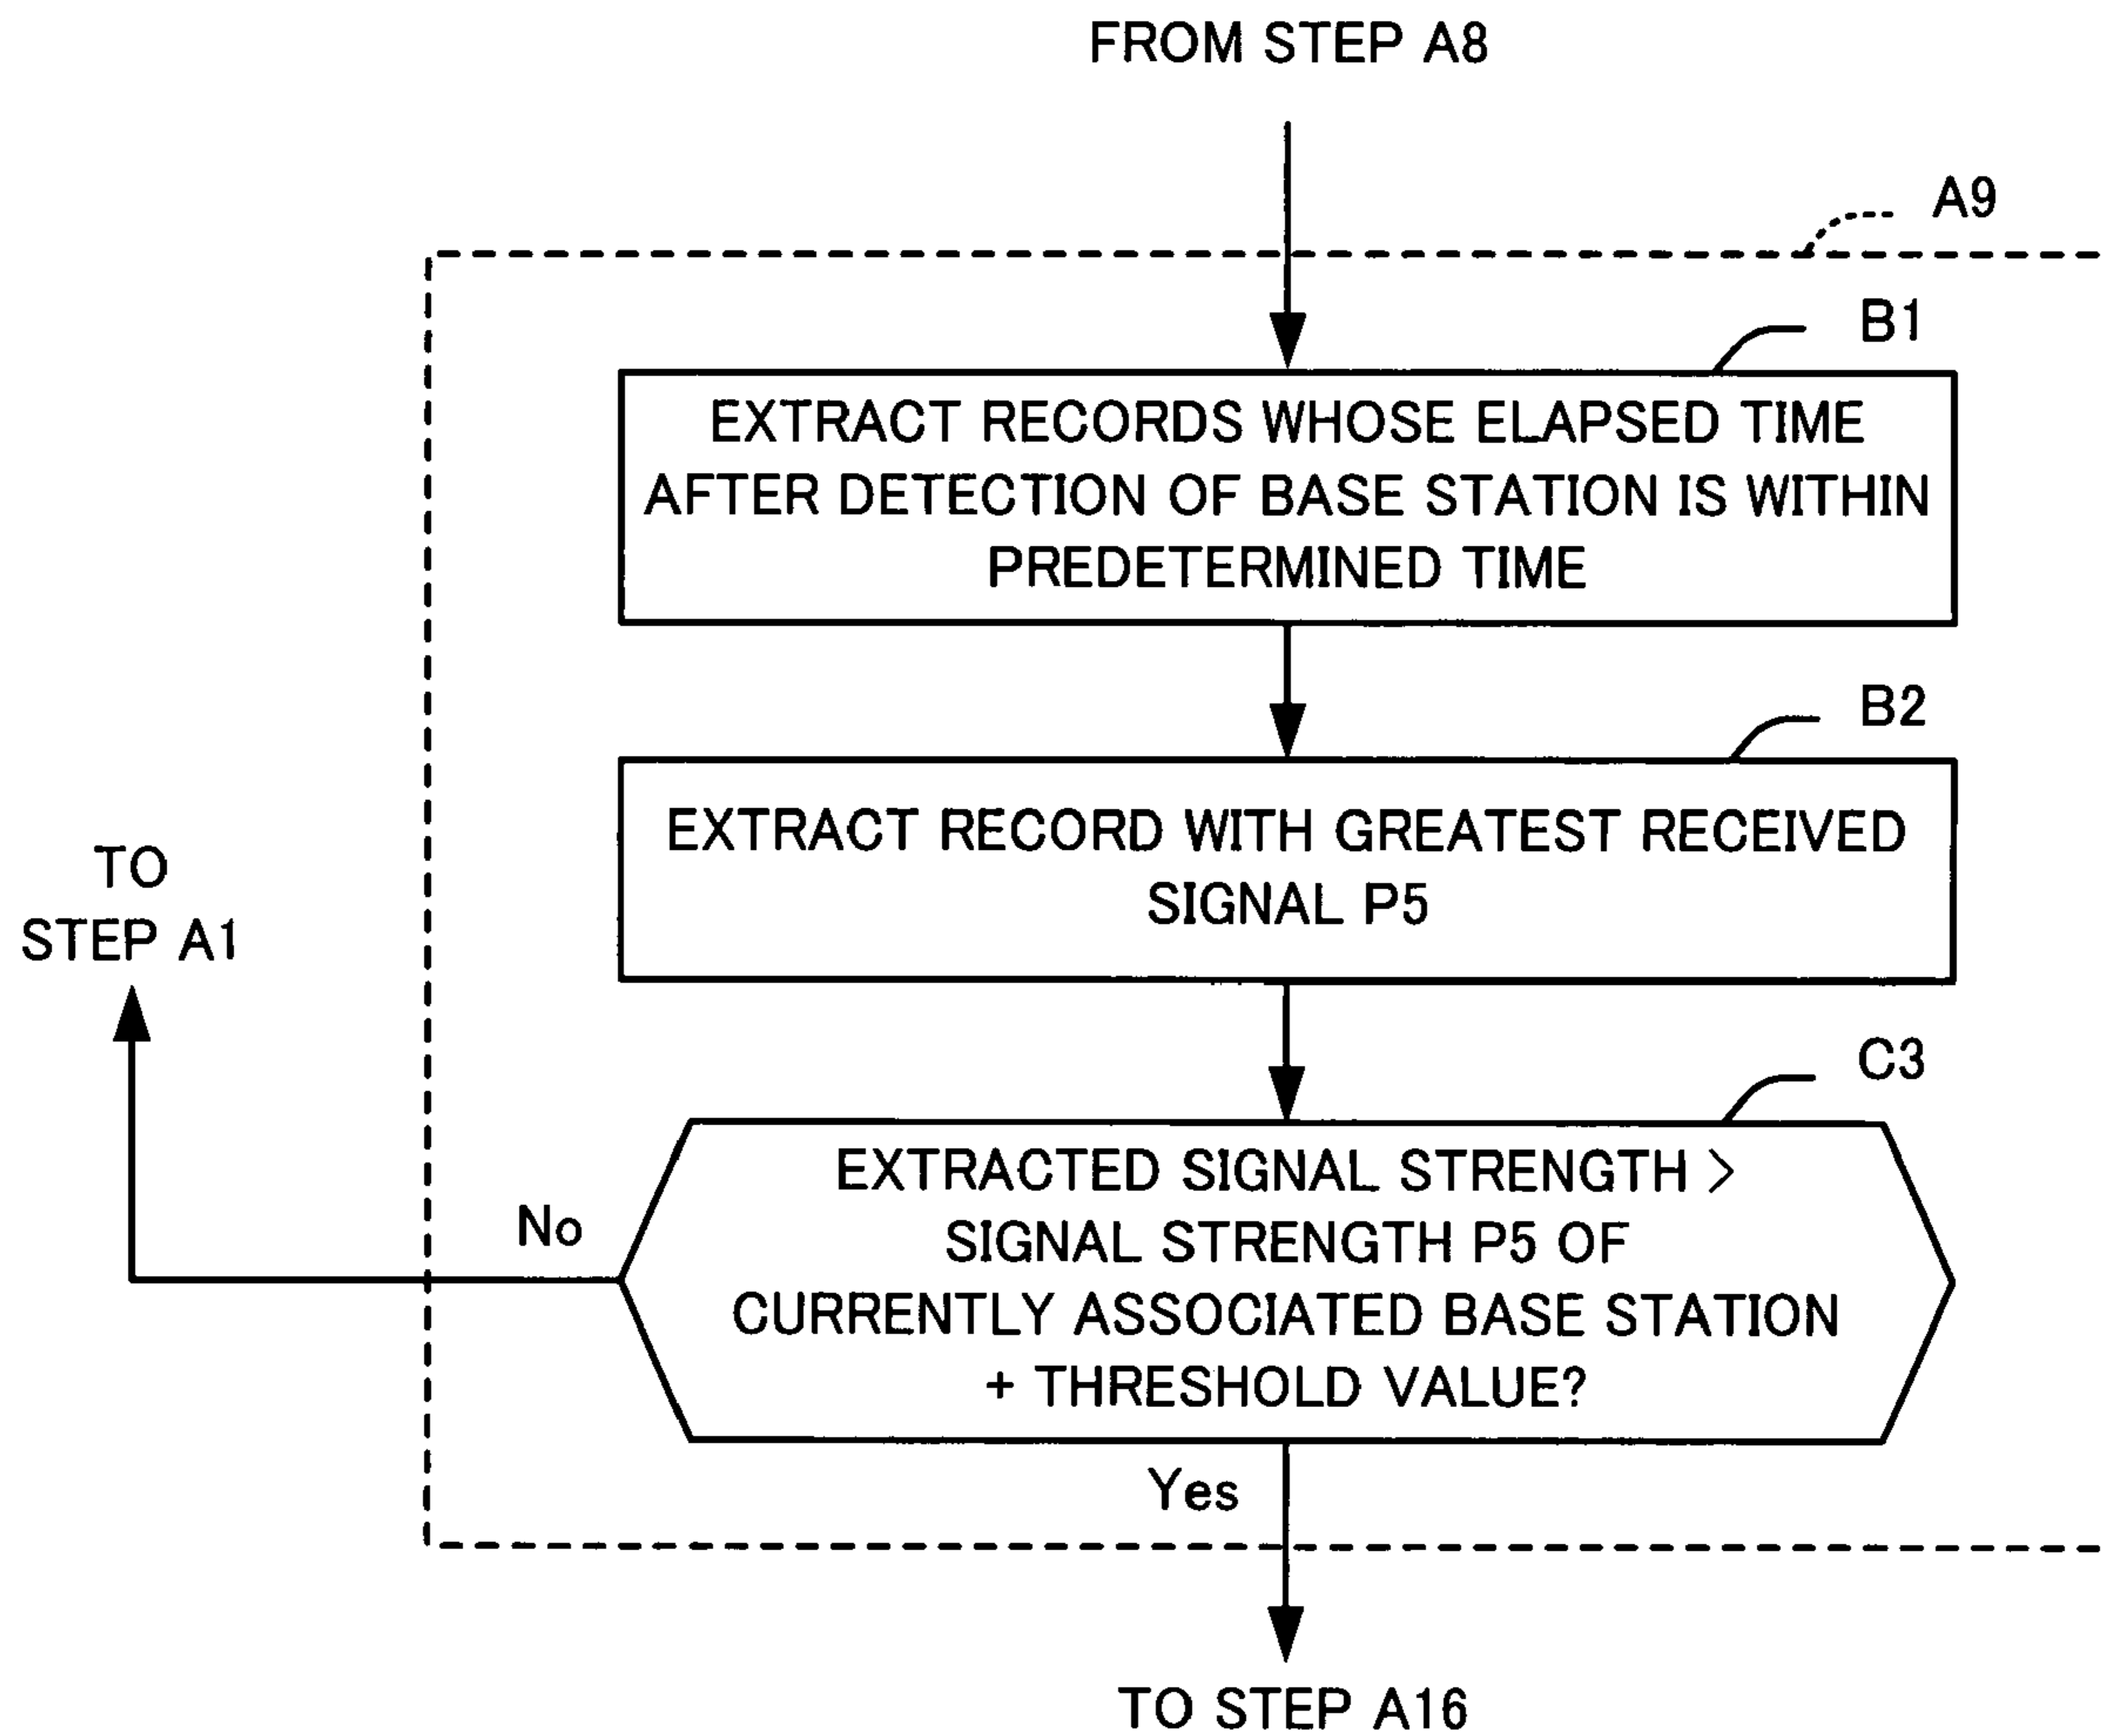 FROM STEP A8
A9
B1
EXTRACT RECORDS WHOSE ELAPSED TIME
AFTER DETECTION OF BASE STATION IS WITHIN
PREDETERMINED TIME
B2
EXTRACT RECORD WITH GREATEST RECEIVED
SIGNAL P5
TO
STEP A1
C3
EXTRACTED SIGNAL STRENGTH >
SIGNAL STRENGTH P5 OF
CURRENTLY ASSOCIATED BASE STATION
+ THRESHOLD VALUE?
No
Yes
TO STEP A16